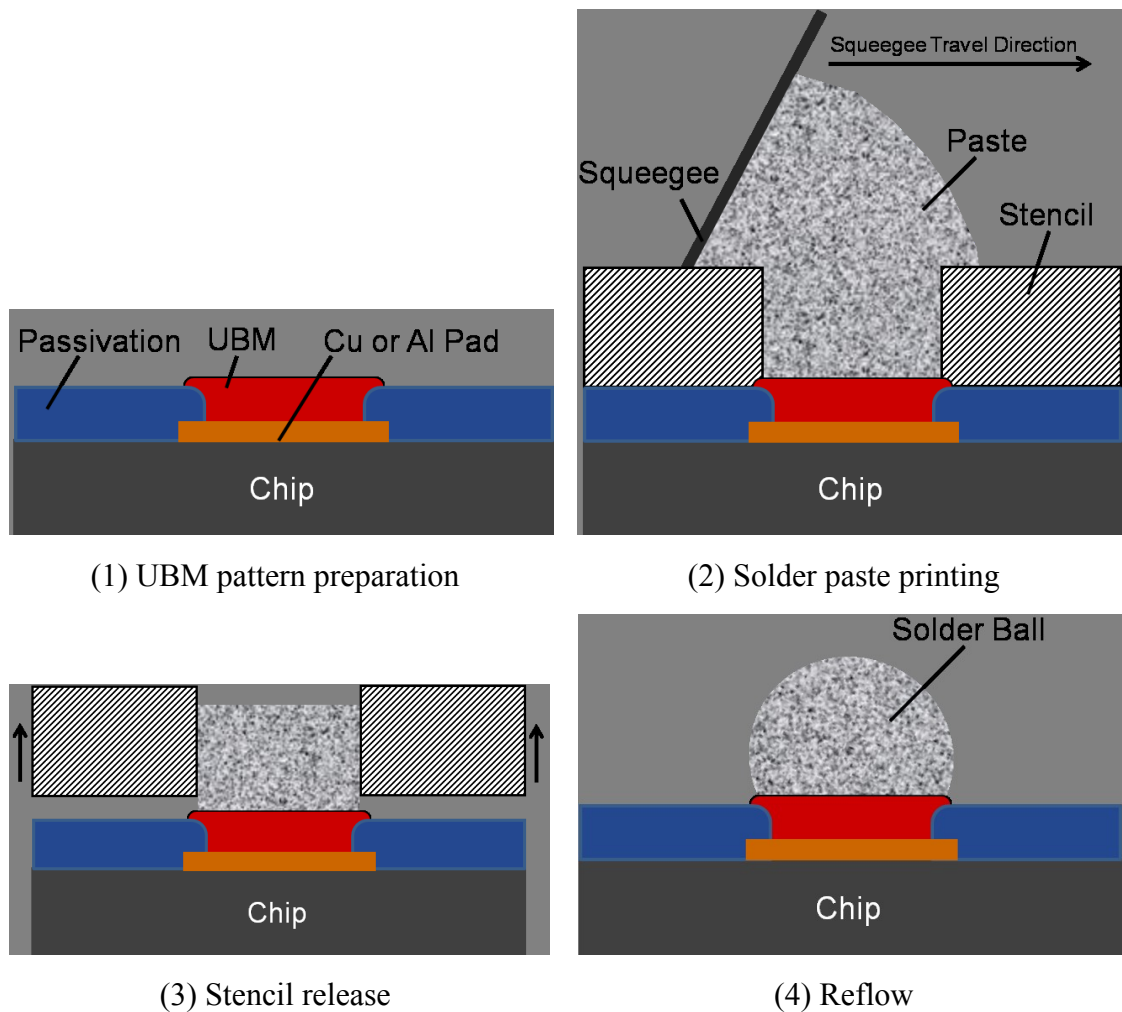 Passivation
UBM
Cu or Al Pad
Chip
(1) UBM pattern preparation
Squeegee Travel Direction
Paste
Squeegee
Stencil
Chip
(2) Solder paste printing
Chip
(3) Stencil release
Solder Ball
Chip
(4) Reflow